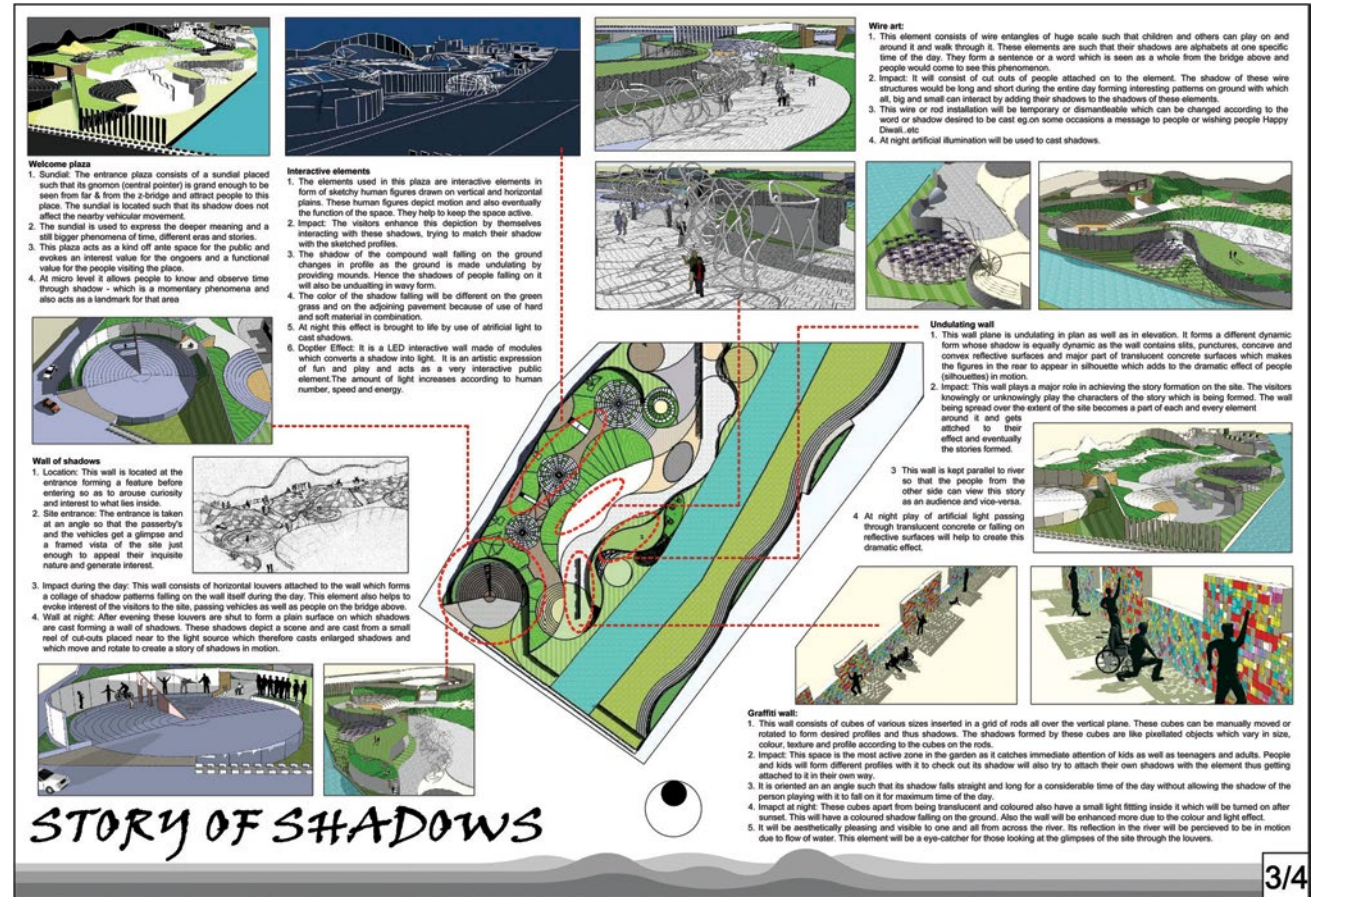 Welcome plaza
1. Sundial: The entrance plaza consists of a sundial placed
such that its gnomon (central pointer) is grand enough to be
seen from far & from the z-bridge and attract people to this
place. The sundial is located such that its shadow does not
affect the nearby vehicular movement.
2. The sundial is used to express the deeper meaning and a
still bigger phenomena of time, different eras and stories.
3. This plaza acts as a kind off ante space for the public and
evokes an interest value for the ongoers and a functional
value for the people visiting the place.
4. At micro level it allows people to know and observe time
through shadow - which is a momentary phenomena and
also acts as a landmark for that area
Interactive elements
1. The elements used in this plaza are interactive elements in
form of sketchy human figures drawn on vertical and horizontal
plains. These human figures depict motion and also eventually
the function of the space. They help to keep the space active.
2. Impact: The visitors enhance this depiction by themselves
interacting with these shadows, trying to match their shadow
with the sketched profiles.
3. The shadow of the compound wall falling on the ground
changes in profile as the ground is made undulating by
providing mounds. Hence the shadows of people falling on it
will also be undualting in wavy form.
4. The color of the shadow falling will be different on the green
grass and on the adjoining pavement because of use of hard
and soft material in combination.
5. At night this effect is brought to life by use of atrificial light to
cast shadows.
6. Doptler Effect: It is a LED interactive wall made of modules
which converts a shadow into light. It is an artistic expression
of fun and play and acts as a very interactive public
element.The amount of light increases according to human
number, speed and energy.
Wire art:
1. This element consists of wire entangles of huge scale such that children and others can play on and
around it and walk through it. These elements are such that their shadows are alphabets at one specific
time of the day. They form a sentence or a word which is seen as a whole from the bridge above and
people would come to see this phenomenon.
2. Impact: It will consist of cut outs of people attached on to the element. The shadow of these wire
structures would be long and short during the entire day forming interesting patterns on ground with which
all, big and small can interact by adding their shadows to the shadows of these elements.
3. This wire or rod installation will be temporary or dismantleable which can be changed according to the
word or shadow desired to be cast eg.on some occasions a message to people or wishing people Happy
Diwali..etc
4. At night artificial illumination will be used to cast shadows.
Undulating wall
1. This wall plane is undulating in plan as well as in elevation. It forms a different dynamic
form whose shadow is equally dynamic as the wall contains slits, punctures, concave and
convex reflective surfaces and major part of translucent concrete surfaces which makes
the figures in the rear to appear in silhouette which adds to the dramatic effect of people
(silhouettes) in motion.
2. Impact: This wall plays a major role in achieving the story formation on the site. The visitors
knowingly or unknowingly play the characters of the story which is being formed. The wall
being spread over the extent of the site becomes a part of each and every element
around it and gets
attched to their
effect and eventually
the stories formed.
3 This wall is kept parallel to river
so that the people from the
other side can view this story
as an audience and vice-versa.
4 At night play of artificial light passing
through translucent concrete or falling on
reflective surfaces will help to create this
dramatic effect.
Wall of shadows
1. Location: This wall is located at the
entrance forming a feature before
entering so as to arouse curiosity
and interest to what lies inside.
2. Site entrance: The entrance is taken
at an angle so that the passerby's
and the vehicles get a glimpse and
a framed vista of the site just
enough to appeal their inquisite
nature and generate interest.
3. Impact during the day: This wall consists of horizontal louvers attached to the wall which forms
a collage of shadow patterns falling on the wall itself during the day. This element also helps to
evoke interest of the visitors to the site, passing vehicles as well as people on the bridge above.
4. Wall at night: After evening these louvers are shut to form a plain surface on which shadows
are cast forming a wall of shadows. These shadows depict a scene and are cast from a small
reel of cut-outs placed near to the light source which therefore casts enlarged shadows and
which move and rotate to create a story of shadows in motion.
Graffiti wall:
1. This wall consists of cubes of various sizes inserted in a grid of rods all over the vertical plane. These cubes can be manually moved or
rotated to form desired profiles and thus shadows. The shadows formed by these cubes are like pixellated objects which vary in size,
colour, texture and profile according to the cubes on the rods.
2. Impact: This space is the most active zone in the garden as it catches immediate attention of kids as well as teenagers and adults. People
and kids will form different profiles with it to check out its shadow will also try to attach their own shadows with the element thus getting
attached to it in their own way.
3. It is oriented an an angle such that its shadow falls straight and long for a considerable time of the day without allowing the shadow of the
person playing with it to fall on it for maximum time of the day.
4. Imapct at night: These cubes apart from being translucent and coloured also have a small light fittting inside it which will be turned on after
sunset. This will have a coloured shadow falling on the ground. Also the wall will be enhanced more due to the colour and light effect.
5. It will be aesthetically pleasing and visible to one and all from across the river. Its reflection in the river will be percieved to be in motion
due to flow of water. This element will be a eye-catcher for those looking at the glimpses of the site through the louvers.
STORY OF SHADOWS
3/4